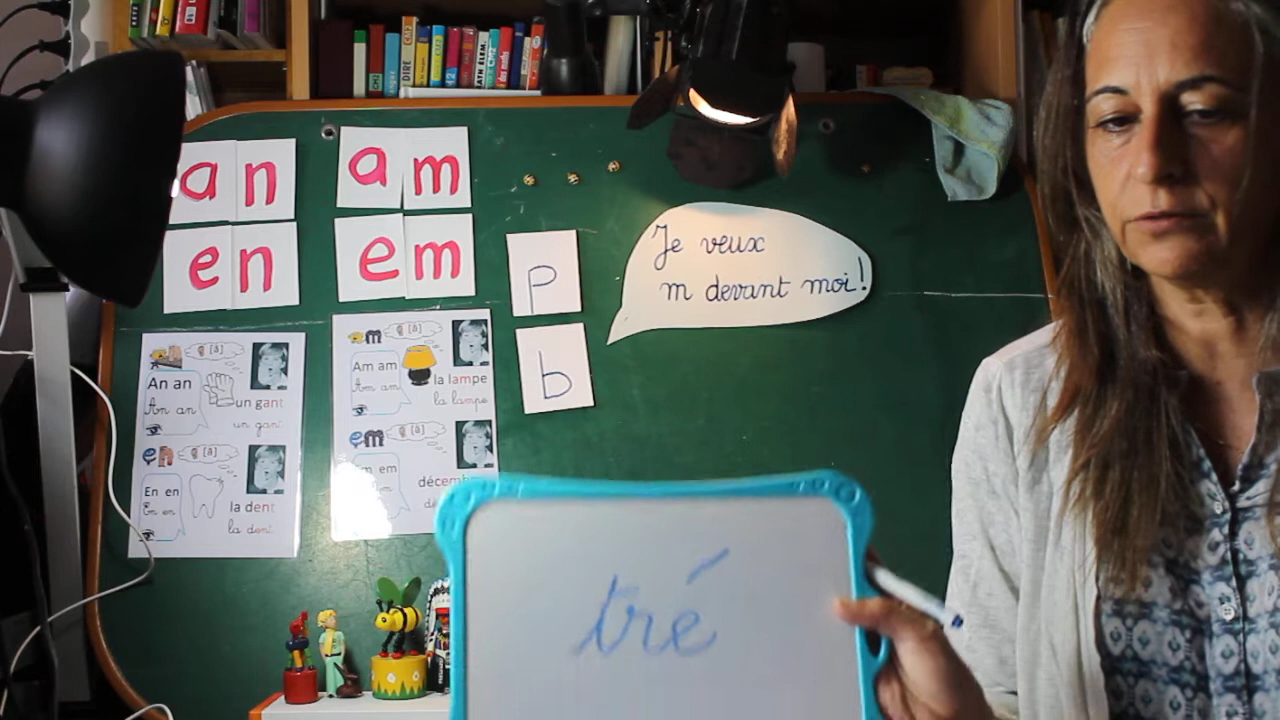 DIRE
an
am
en
em
p
b
Je veux
m devant moi !
[ã]
An an
An an
un gant
un gant
[ã]
En en
En en
la dent
la dent
[ã]
Am am
Am am
la lampe
la lampe
em
[ã]
em
tré